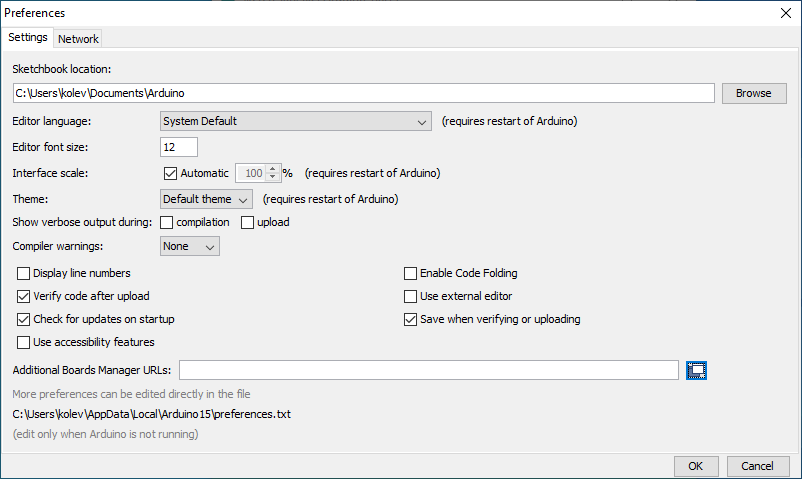 Preferences
Settings Network
Sketchbook location:
C:\Users\kolev\Documents\Arduino Browse
Editor language: System Default (requires restart of Arduino)
Editor font size: 12
Interface scale: Automatic 100 % (requires restart of Arduino)
Theme: Default theme (requires restart of Arduino)
Show verbose output during: compilation upload
Compiler warnings: None
Display line numbers Enable Code Folding
Verify code after upload Use external editor
Check for updates on startup Save when verifying or uploading
Use accessibility features
Additional Boards Manager URLs:
More preferences can be edited directly in the file
C:\Users\kolev\AppData\Local\Arduino15\preferences.txt
(edit only when Arduino is not running)
OK Cancel